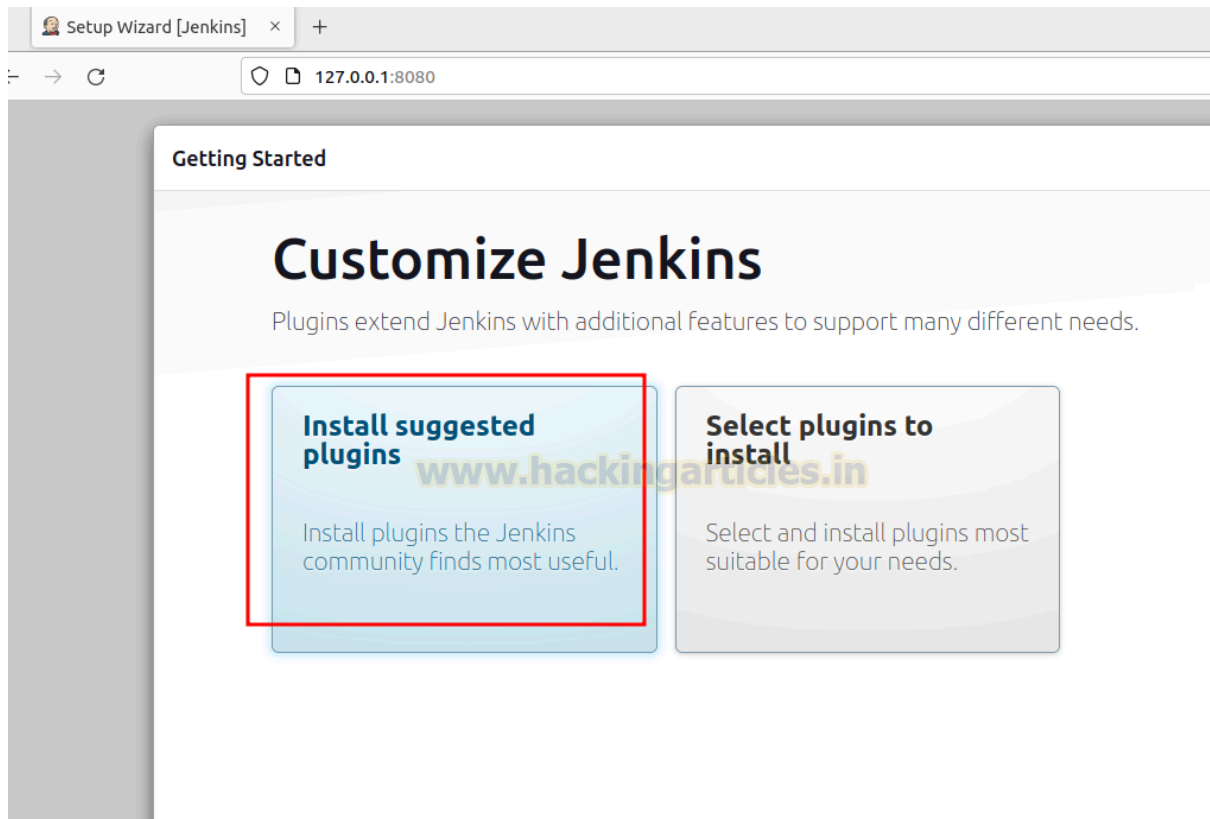 Setup Wizard [Jenkins]
127.0.0.1:8080
Getting Started
Customize Jenkins
Plugins extend Jenkins with additional features to support many different needs.
Install suggested
plugins
Install plugins the Jenkins
community finds most useful.
Select plugins to
install
Select and install plugins most
suitable for your needs.
www.hackingarticles.in